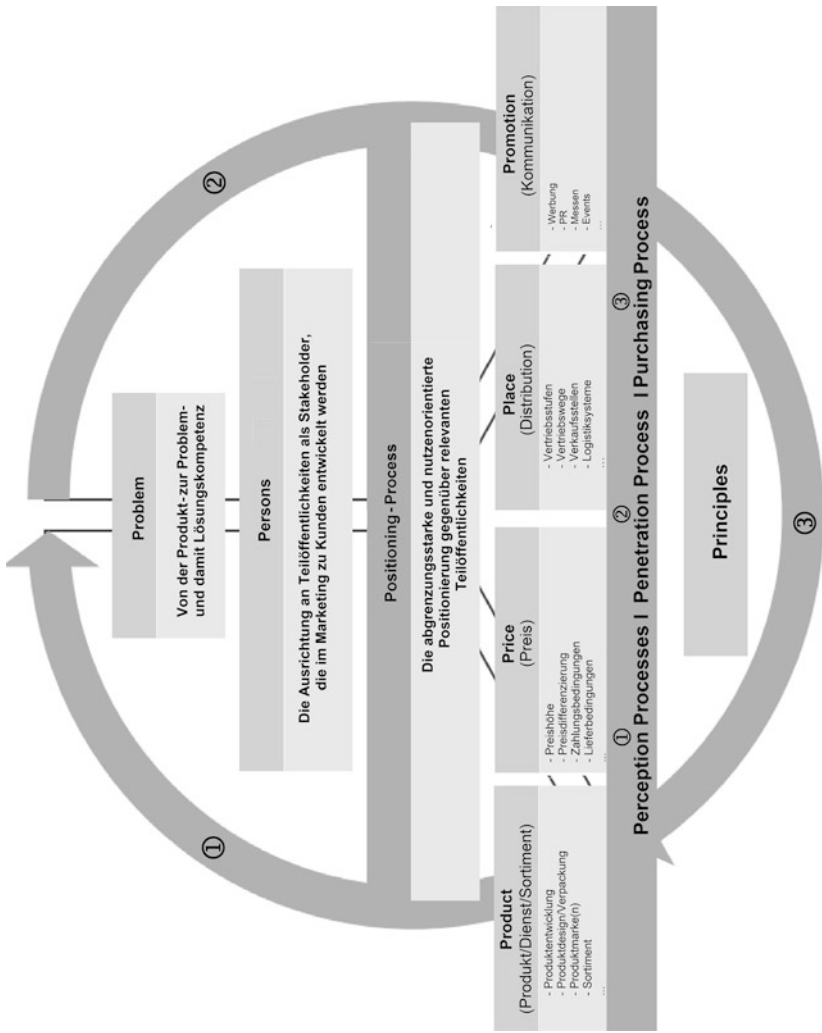 ②
①
Problem
Von der Produkt-zur Problem-
und damit Lösungskompetenz
Persons
Die Ausrichtung an Teilöffentlichkeiten als Stakeholder,
die im Marketing zu Kunden entwickelt werden
Positioning-Process
Die abgrenzungsstarke und nutzenorientierte
Positionierung gegenüber relevanten
Teilöffentlichkeiten
Product
(Produkt/Dienst/Sortiment)
- Produktentwicklung
- Produktdesign/Verpackung
- Produktmarke(n)
- Sortiment
...
Price
(Preis)
- Preishöhe
- Preisdifferenzierung
- Zahlungsbedingungen
- Lieferbedingungen
...
Place
(Distribution)
- Vertriebsstufen
- Vertriebswege
- Verkaufsstellen
- Logistiksysteme
...
Promotion
(Kommunikation)
- Werbung
- PR
- Messen
- Events
...
① ② ③
Perception Processes I Penetration Process I Purchasing Process
Principles
③